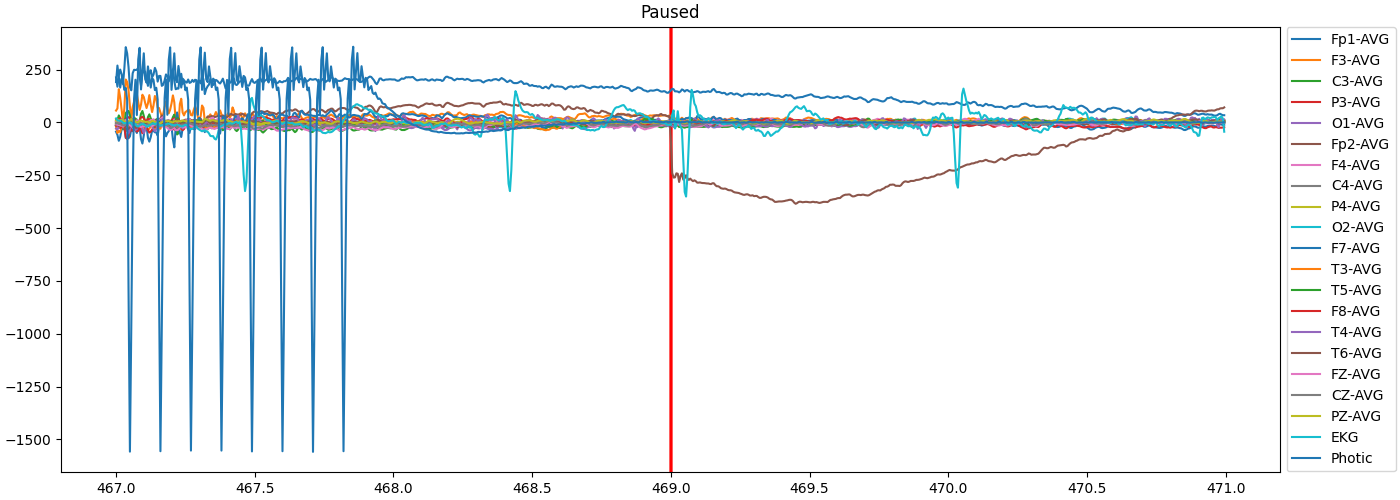 Paused
250
0
−250
−500
−750
−1000
−1250
−1500
467.0 467.5 468.0 468.5 469.0 469.5 470.0 470.5 471.0
Fp1-AVG
F3-AVG
C3-AVG
P3-AVG
O1-AVG
Fp2-AVG
F4-AVG
C4-AVG
P4-AVG
O2-AVG
F7-AVG
T3-AVG
T5-AVG
F8-AVG
T4-AVG
T6-AVG
FZ-AVG
CZ-AVG
PZ-AVG
EKG
Photic